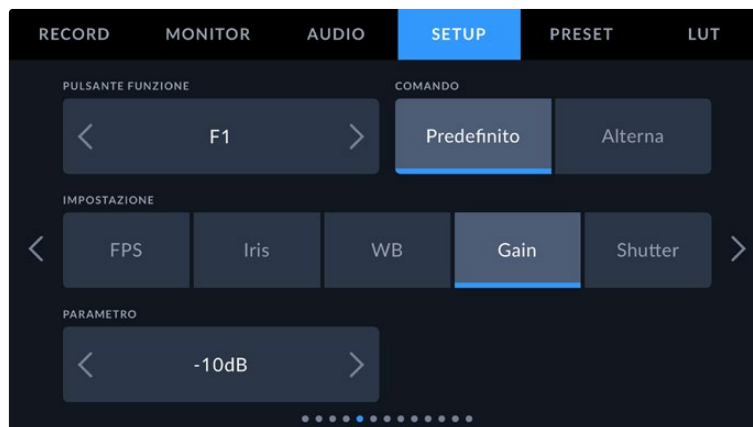 RECORD MONITOR AUDIO SETUP PRESET LUT
PULSANTE FUNZIONE COMANDO
F1 Predefinito Alterna
IMPOSTAZIONE
FPS Iris WB Gain Shutter
PARAMETRO
-10dB